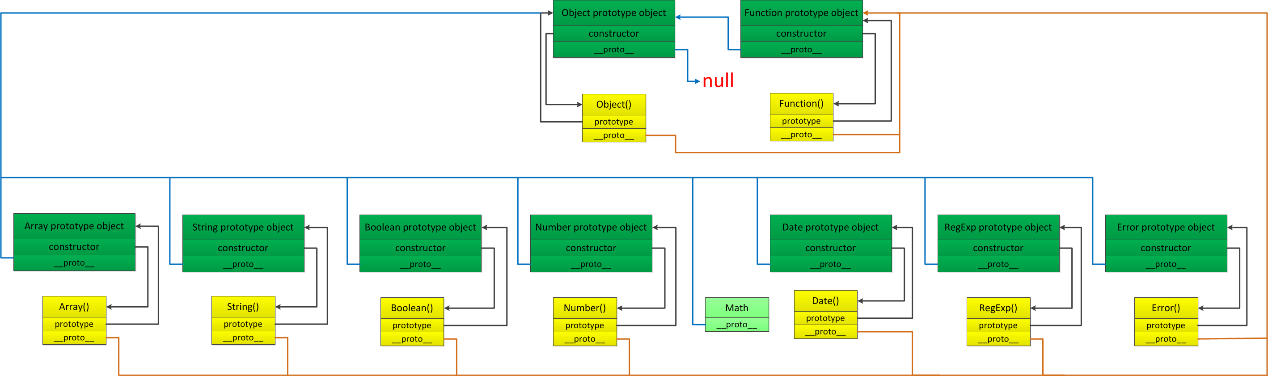 Object prototype object
constructor
__proto__
Function prototype object
constructor
__proto__
null
Object()
prototype
__proto__
Function()
prototype
__proto__
Array prototype object
constructor
__proto__
String prototype object
constructor
__proto__
Boolean prototype object
constructor
__proto__
Number prototype object
constructor
__proto__
Date prototype object
constructor
__proto__
RegExp prototype object
constructor
__proto__
Error prototype object
constructor
__proto__
Array()
prototype
__proto__
String()
prototype
__proto__
Boolean()
prototype
__proto__
Number()
prototype
__proto__
Math
__proto__
Date()
prototype
__proto__
RegExp()
prototype
__proto__
Error()
prototype
__proto__